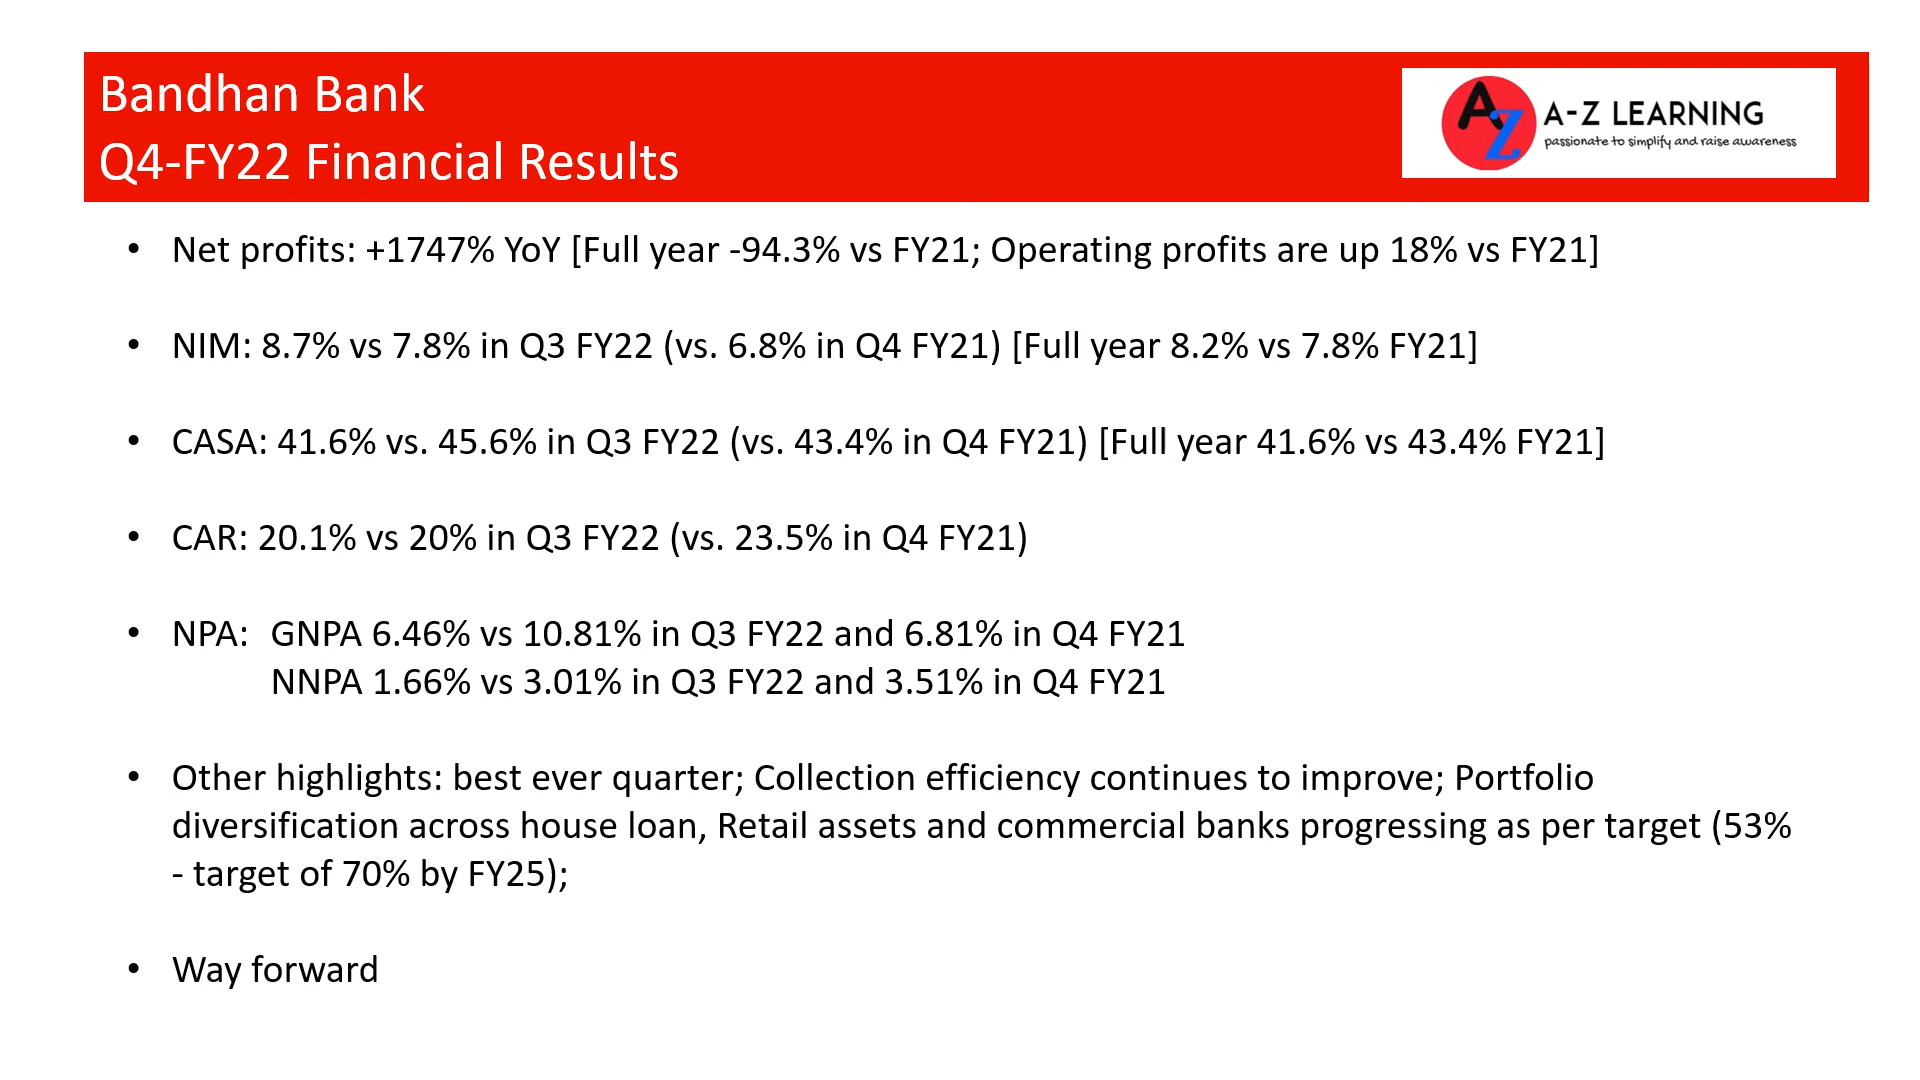 Bandhan Bank
Q4-FY22 Financial Results
AZ
A-Z LEARNING
passionate to simplify and raise awareness
• Net profits: +1747% YoY [Full year -94.3% vs FY21; Operating profits are up 18% vs FY21]
• NIM: 8.7% vs 7.8% in Q3 FY22 (vs. 6.8% in Q4 FY21) [Full year 8.2% vs 7.8% FY21]
• CASA: 41.6% vs. 45.6% in Q3 FY22 (vs. 43.4% in Q4 FY21) [Full year 41.6% vs 43.4% FY21]
• CAR: 20.1% vs 20% in Q3 FY22 (vs. 23.5% in Q4 FY21)
• NPA: GNPA 6.46% vs 10.81% in Q3 FY22 and 6.81% in Q4 FY21
NNPA 1.66% vs 3.01% in Q3 FY22 and 3.51% in Q4 FY21
• Other highlights: best ever quarter; Collection efficiency continues to improve; Portfolio
diversification across house loan, Retail assets and commercial banks progressing as per target (53%
- target of 70% by FY25);
• Way forward